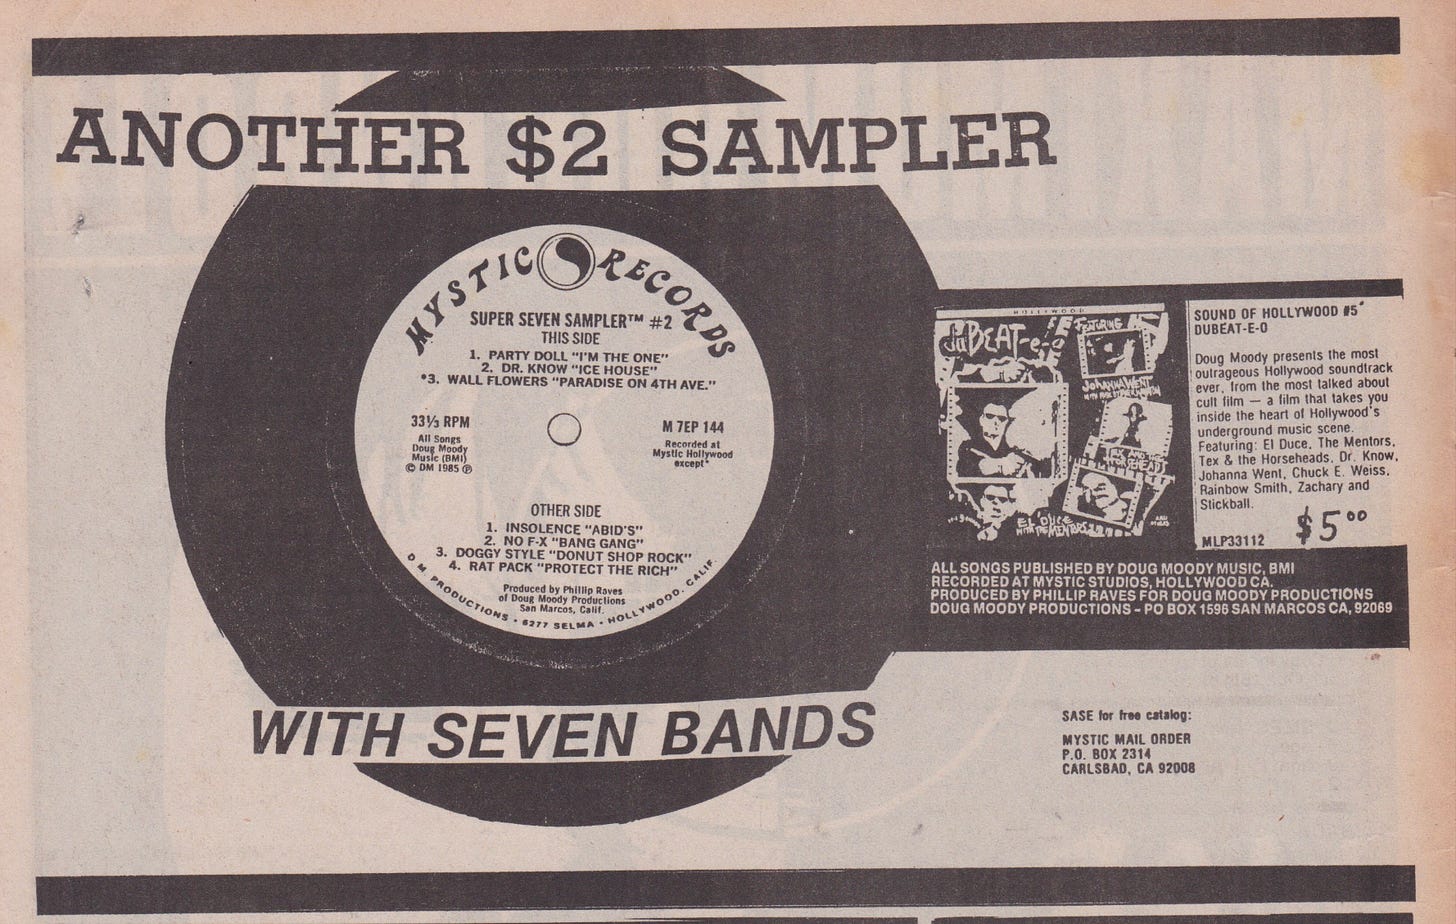 ANOTHER $2 SAMPLER
MYSTIC RECORDS
SUPER SEVEN SAMPLER™ #2
THIS SIDE
1. PARTY DOLL "I'M THE ONE"
2. DR. KNOW "ICE HOUSE"
*3. WALL FLOWERS "PARADISE ON 4TH AVE."
33⅓ RPM
All Songs
Doug Moody
Music (BMI)
© DM 1985 ℗
M 7EP 144
Recorded at
Mystic Hollywood
except*
OTHER SIDE
1. INSOLENCE "ABID'S"
2. NO F-X "BANG GANG"
3. DOGGY STYLE "DONUT SHOP ROCK"
4. RAT PACK "PROTECT THE RICH"
Produced by Phillip Raves
of Doug Moody Productions
San Marcos, Calif.
D.M. PRODUCTIONS • 6277 SELMA • HOLLYWOOD, CALIF.
WITH SEVEN BANDS
HOLLYWOOD
duBEAT-e-o
FEATURING
JOHANNA WENT
TEX AND THE HORSEHEADS
EL DUCE
WITH THE MENTORS
SOUND OF HOLLYWOOD #5
DUBEAT-E-O
Doug Moody presents the most
outrageous Hollywood soundtrack
ever, from the most talked about
cult film — a film that takes you
inside the heart of Hollywood's
underground music scene.
Featuring: El Duce, The Mentors,
Tex & the Horseheads, Dr. Know,
Johanna Went, Chuck E. Weiss,
Rainbow Smith, Zachary and
Stickball.
MLP33112 $5⁰⁰
ALL SONGS PUBLISHED BY DOUG MOODY MUSIC, BMI
RECORDED AT MYSTIC STUDIOS, HOLLYWOOD CA.
PRODUCED BY PHILLIP RAVES FOR DOUG MOODY PRODUCTIONS
DOUG MOODY PRODUCTIONS - PO BOX 1596 SAN MARCOS CA, 92069
SASE for free catalog:
MYSTIC MAIL ORDER
P.O. BOX 2314
CARLSBAD, CA 92008